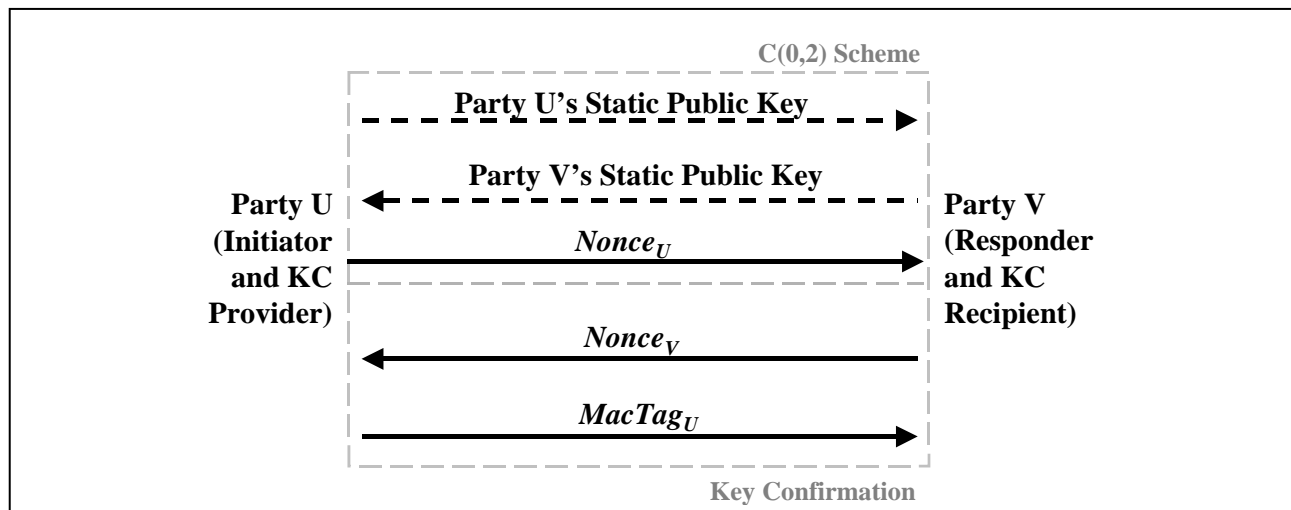 C(0,2) Scheme
Party U’s Static Public Key
Party V’s Static Public Key
Party U
(Initiator
and KC
Provider)
Nonce_U
Party V
(Responder
and KC
Recipient)
Nonce_V
MacTag_U
Key Confirmation